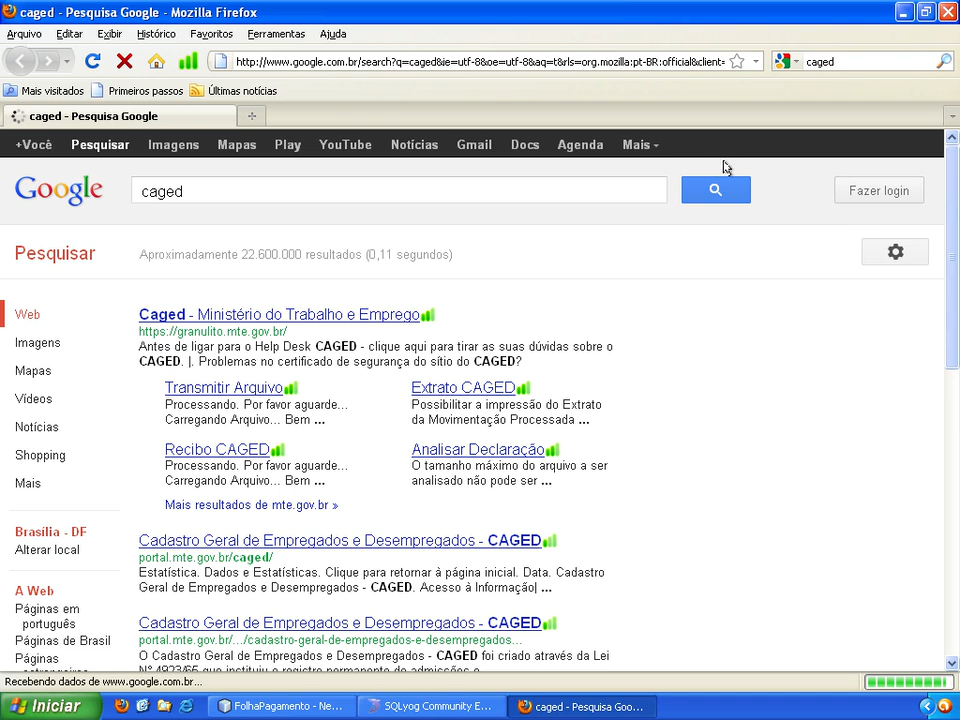 caged - Pesquisa Google - Mozilla Firefox
Arquivo Editar Exibir Histórico Favoritos Ferramentas Ajuda
http://www.google.com.br/search?q=caged&ie=utf-8&oe=utf-8&aq=t&rls=org.mozilla:pt-BR:official&client= caged
Mais visitados Primeiros passos Últimas notícias
caged - Pesquisa Google
+Você Pesquisar Imagens Mapas Play YouTube Notícias Gmail Docs Agenda Mais
Google caged Fazer login
Pesquisar Aproximadamente 22.600.000 resultados (0,11 segundos)
Web
Imagens
Mapas
Vídeos
Notícias
Shopping
Mais
Brasília - DF
Alterar local
A Web
Páginas em
português
Páginas de Brasil
Páginas
Caged - Ministério do Trabalho e Emprego
https://granulito.mte.gov.br/
Antes de ligar para o Help Desk CAGED - clique aqui para tirar as suas dúvidas sobre o
CAGED. |. Problemas no certificado de segurança do sítio do CAGED?
Transmitir Arquivo
Processando. Por favor aguarde...
Carregando Arquivo... Bem ...
Extrato CAGED
Possibilitar a impressão do Extrato
da Movimentação Processada ...
Recibo CAGED
Processando. Por favor aguarde...
Carregando Arquivo... Bem ...
Analisar Declaração
O tamanho máximo do arquivo a ser
analisado não pode ser ...
Mais resultados de mte.gov.br »
Cadastro Geral de Empregados e Desempregados - CAGED
portal.mte.gov.br/caged/
Estatística. Dados e Estatísticas. Clique para retornar à página inicial. Data. Cadastro
Geral de Empregados e Desempregados - CAGED. Acesso à Informação| ...
Cadastro Geral de Empregados e Desempregados - CAGED
portal.mte.gov.br/.../cadastro-geral-de-empregados-e-desempregados...
O Cadastro Geral de Empregados e Desempregados - CAGED foi criado através da Lei
Nº 4923/65 que instituiu o registro permanente de admissões e
Recebendo dados de www.google.com.br...
Iniciar FolhaPagamento - Ne... SQLyog Community E... caged - Pesquisa Goo...